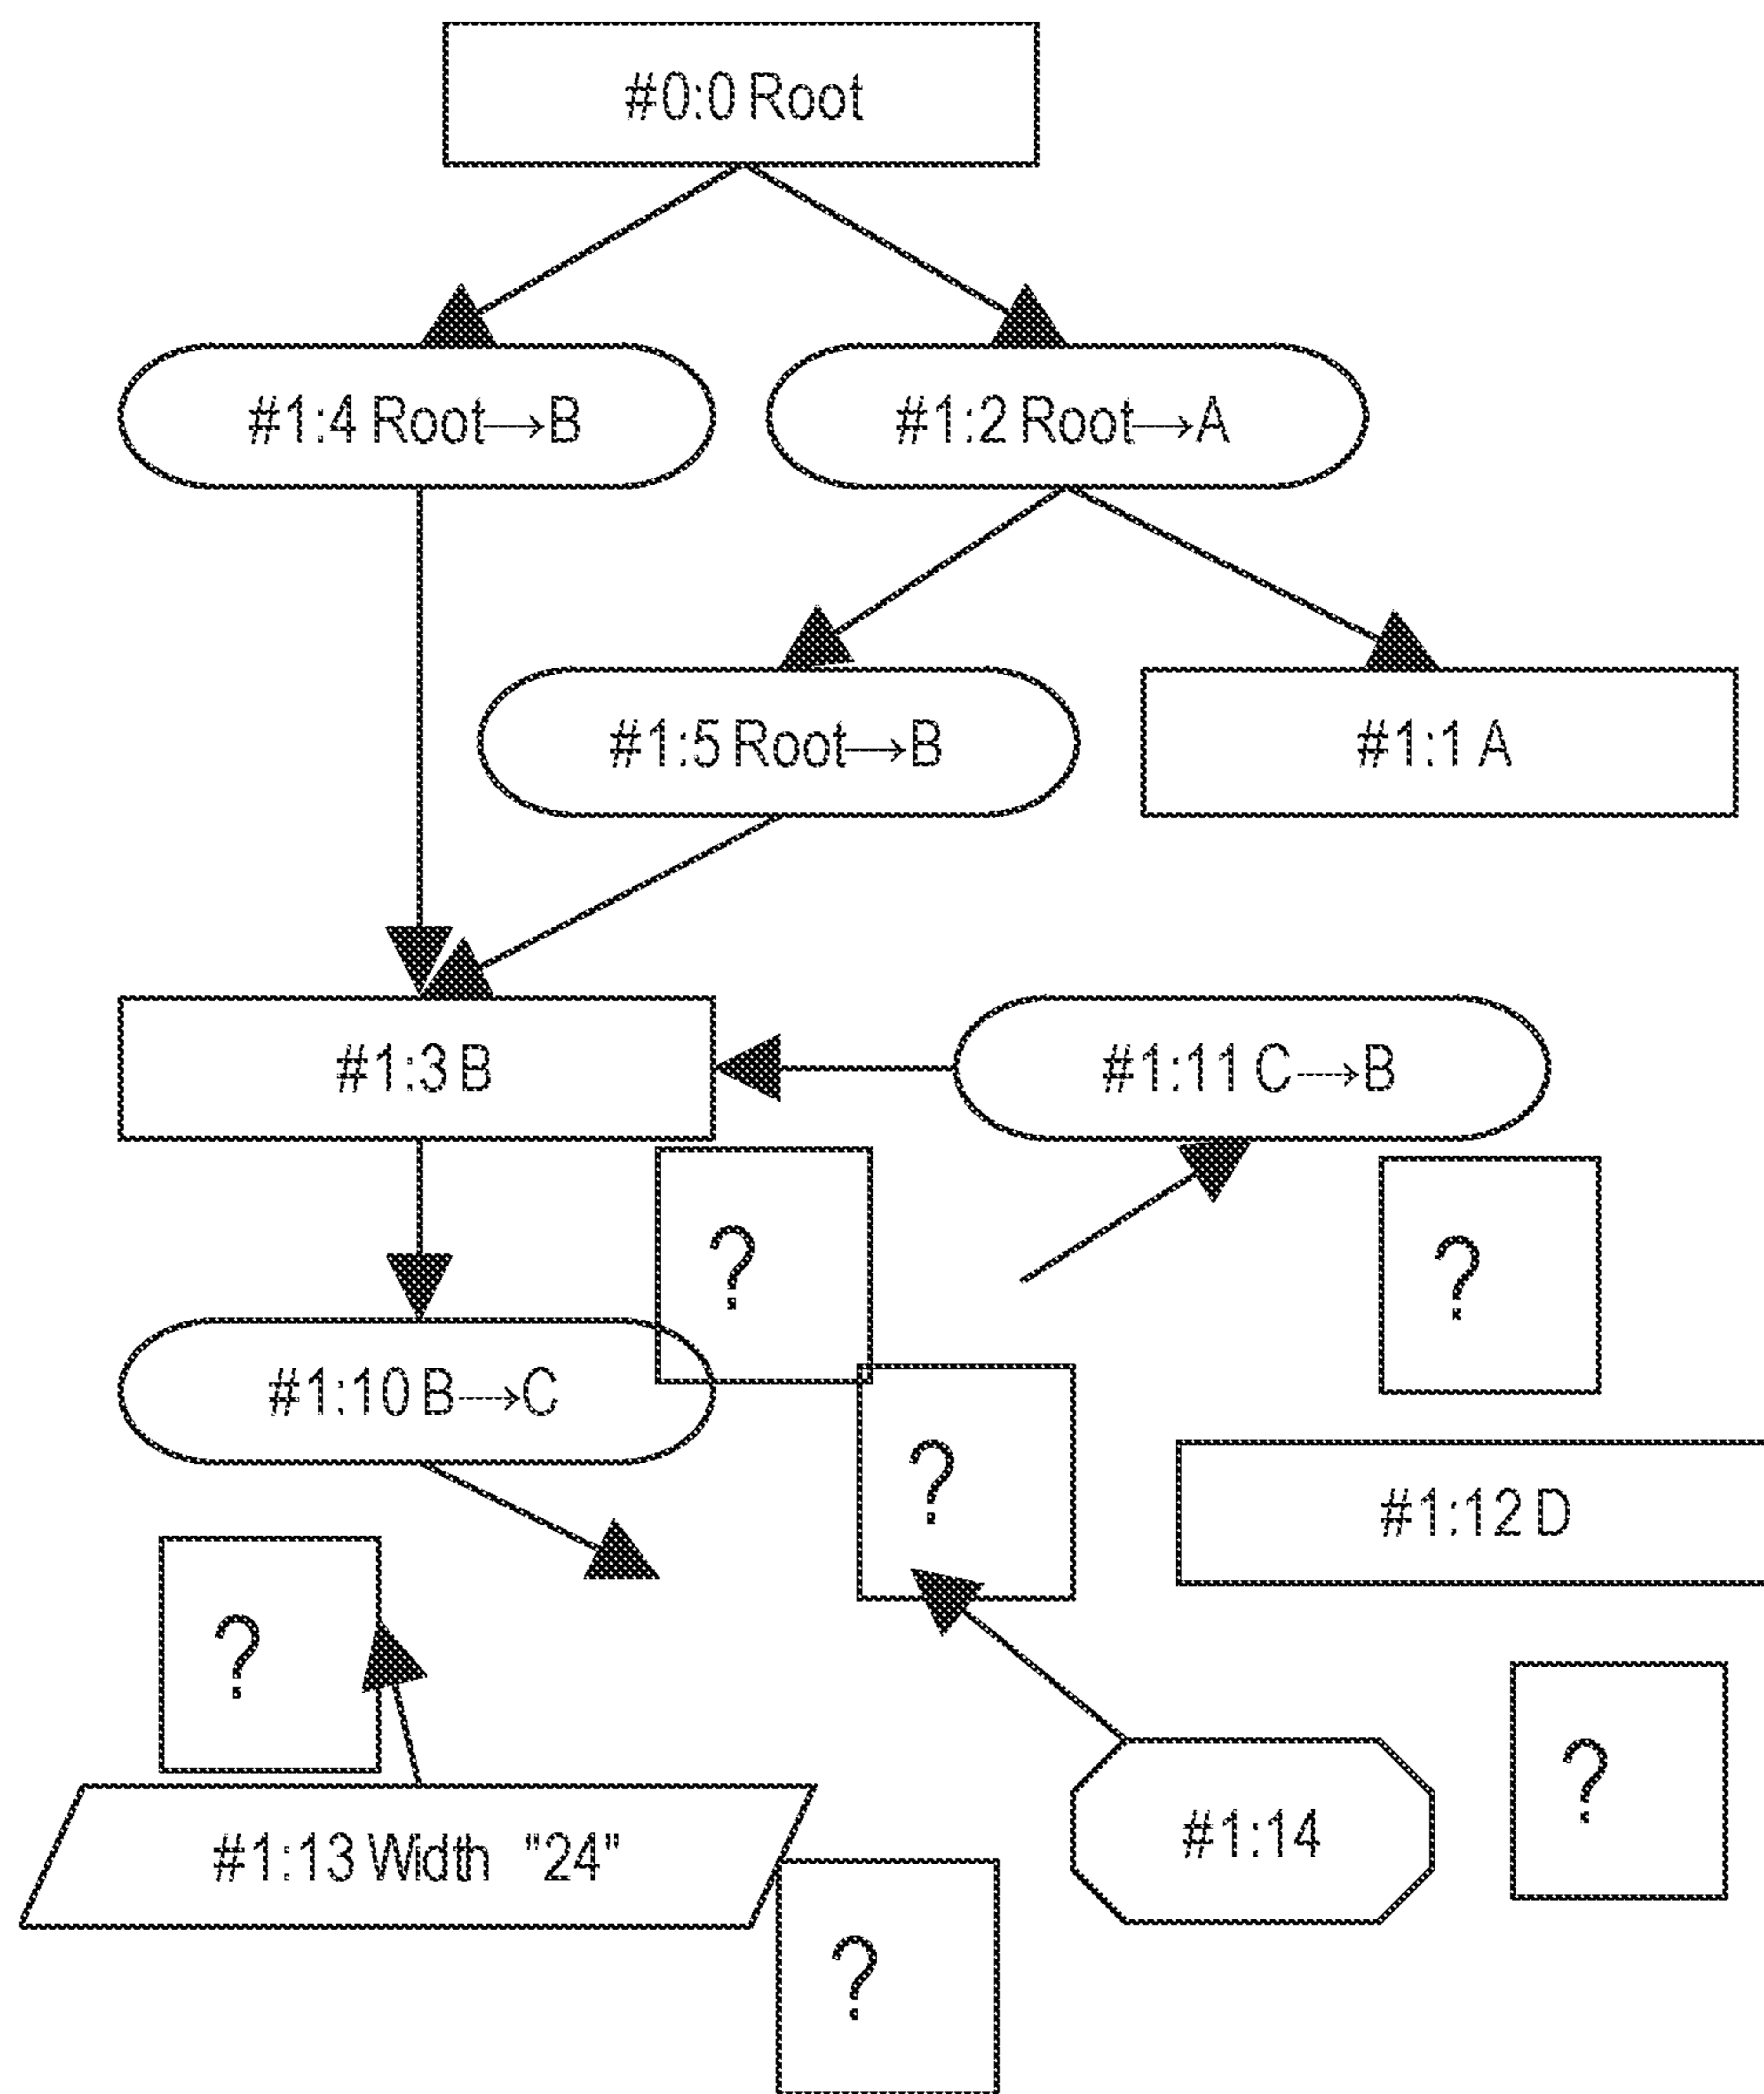 #0:0 Root
#1:4 Root→B
#1:2 Root→A
#1:5 Root→B
#1:1 A
#1:3 B
#1:11 C→B
?
?
#1:10 B→C
?
#1:12 D
?
?
#1:13 Width "24"
#1:14
?